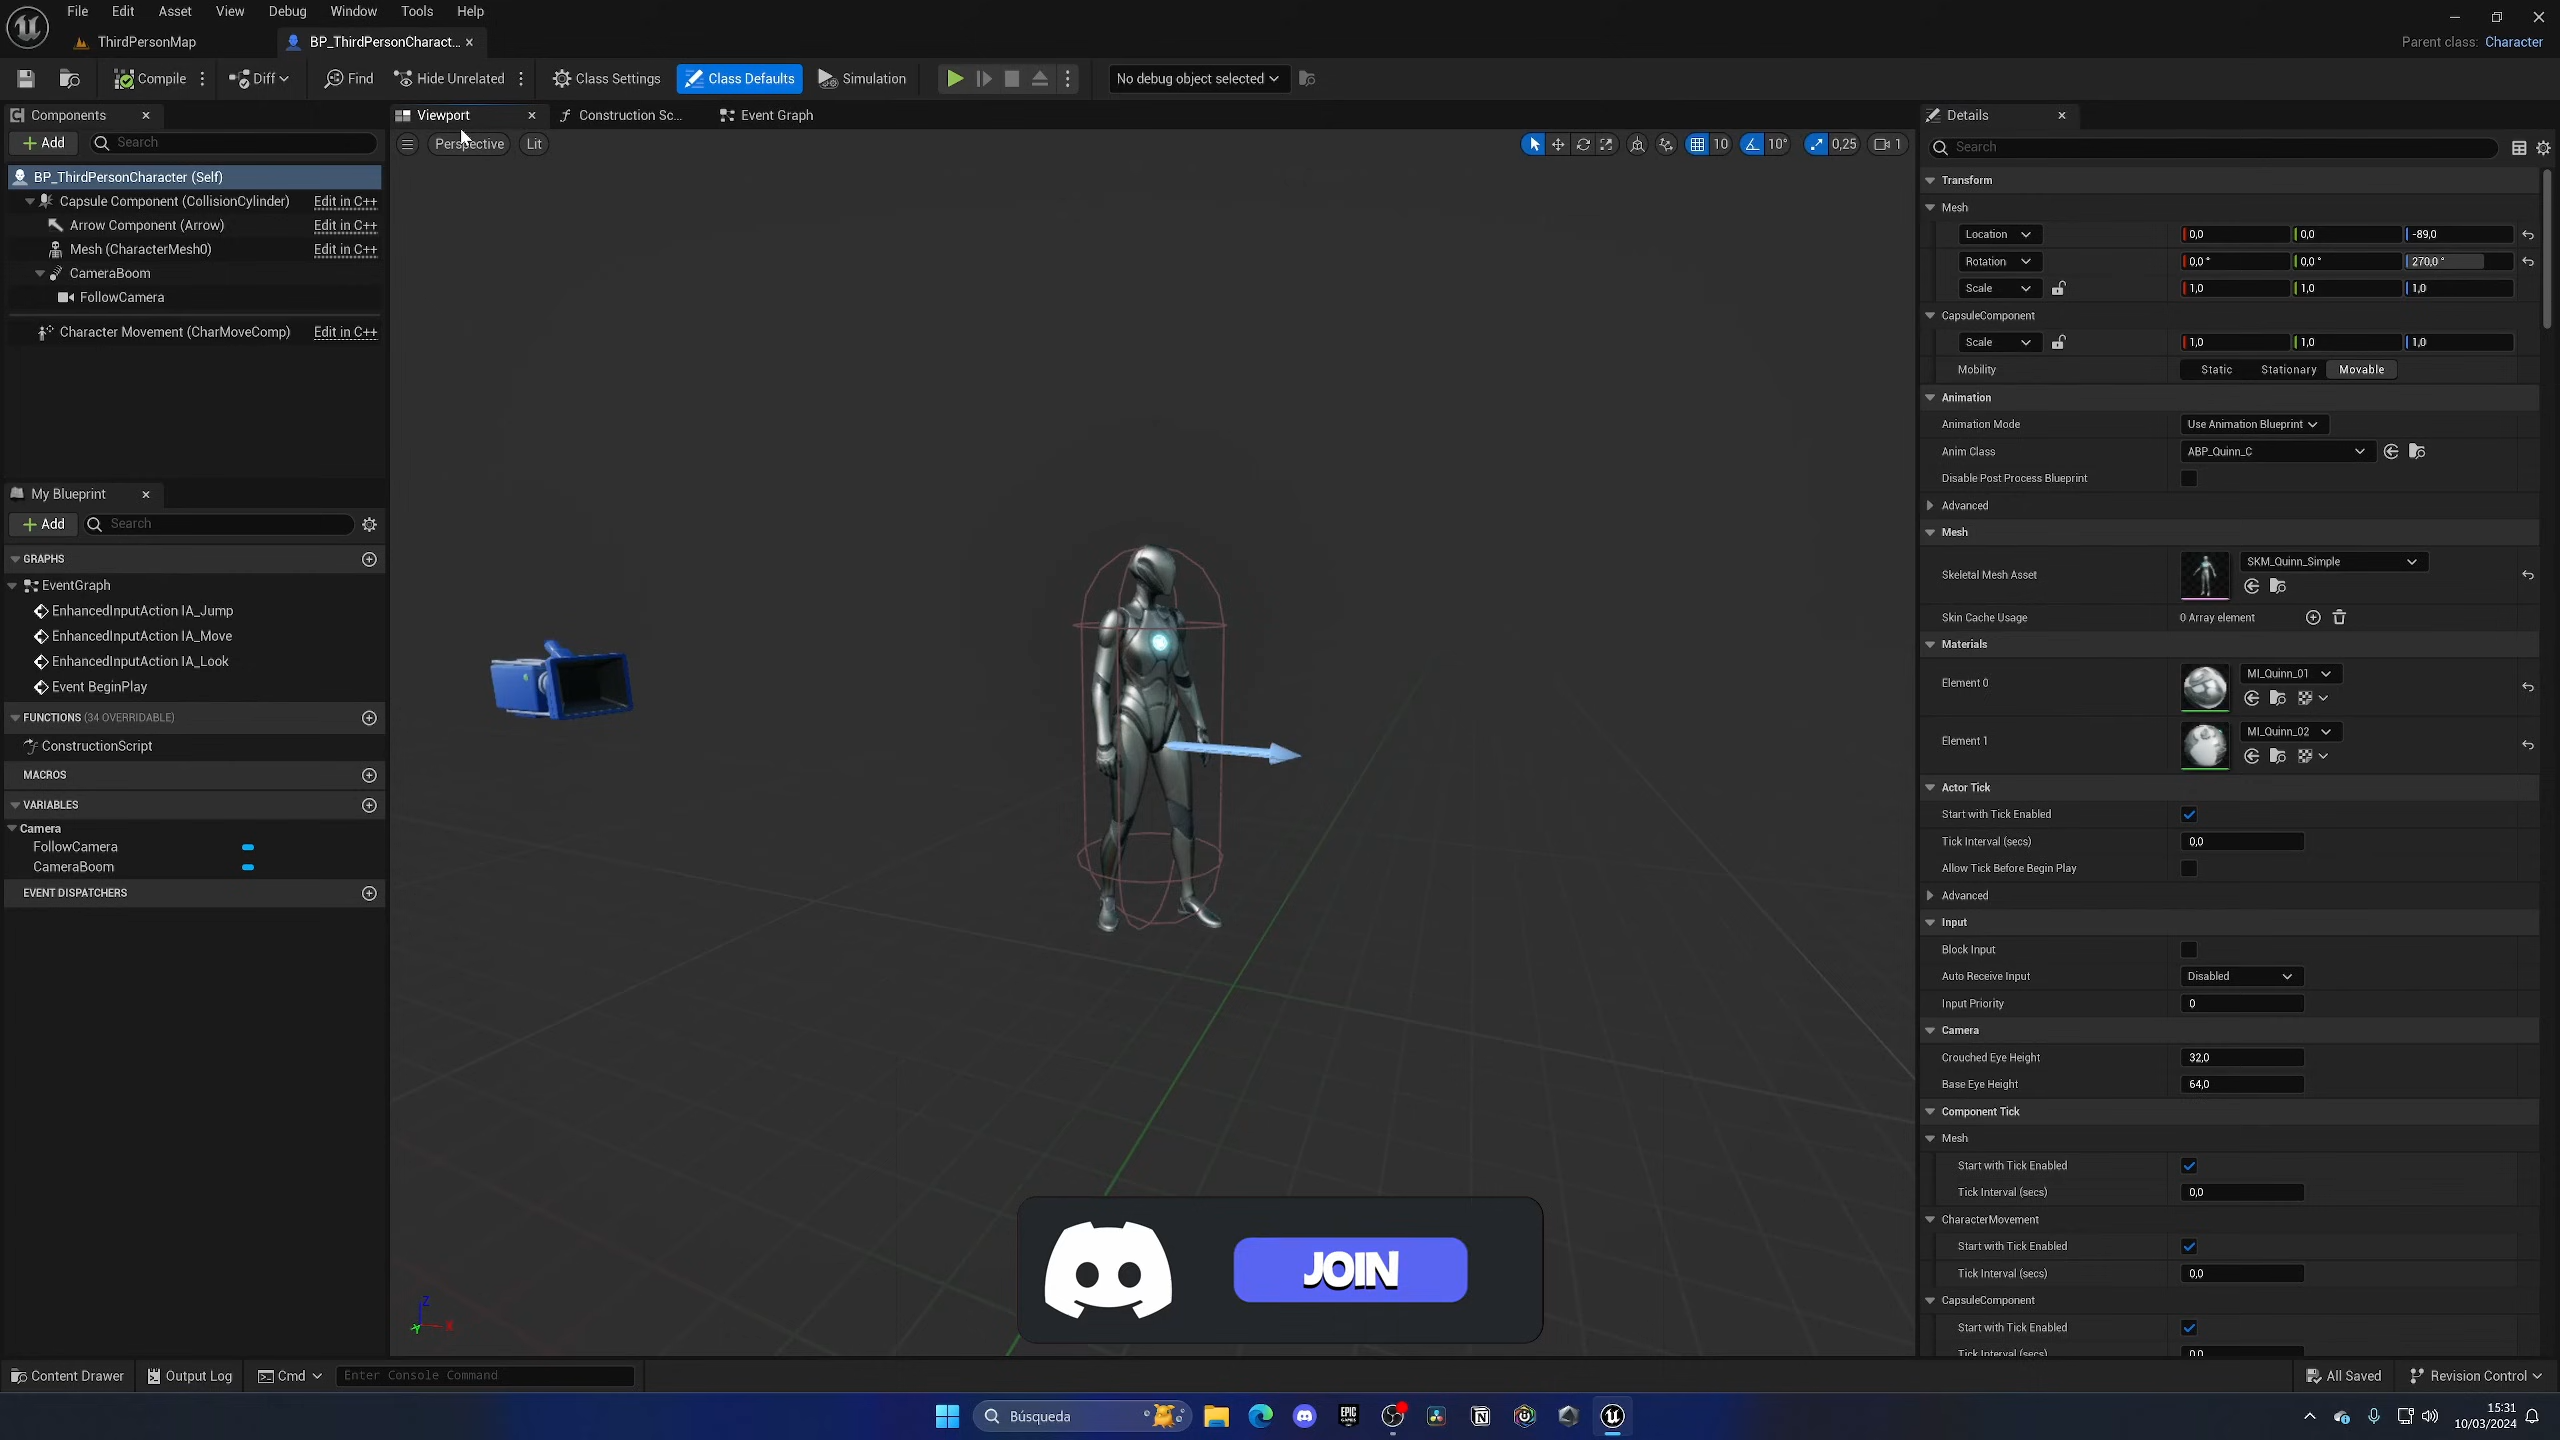 File Edit Asset View Debug Window Tools Help
ThirdPersonMap
BP_ThirdPersonCharact...
Parent class: Character
Compile
Diff
Find
Hide Unrelated
Class Settings
Class Defaults
Simulation
No debug object selected
Components
Add
Search
BP_ThirdPersonCharacter (Self)
Capsule Component (CollisionCylinder) Edit in C++
Arrow Component (Arrow) Edit in C++
Mesh (CharacterMesh0) Edit in C++
CameraBoom
FollowCamera
Character Movement (CharMoveComp) Edit in C++
My Blueprint
Add
Search
GRAPHS
EventGraph
EnhancedInputAction IA_Jump
EnhancedInputAction IA_Move
EnhancedInputAction IA_Look
Event BeginPlay
FUNCTIONS (34 OVERRIDABLE)
ConstructionScript
MACROS
VARIABLES
Camera
FollowCamera
CameraBoom
EVENT DISPATCHERS
Viewport
Construction Sc...
Event Graph
Perspective
Lit
10
10°
0,25
1
Z
JOIN
Details
Search
Transform
Mesh
Location 0,0 0,0 -89,0
Rotation 0,0 ° 0,0 ° 270,0 °
Scale 1,0 1,0 1,0
CapsuleComponent
Scale 1,0 1,0 1,0
Mobility Static Stationary Movable
Animation
Animation Mode Use Animation Blueprint
Anim Class ABP_Quinn_C
Disable Post Process Blueprint
Advanced
Mesh
Skeletal Mesh Asset SKM_Quinn_Simple
Skin Cache Usage 0 Array element
Materials
Element 0 MI_Quinn_01
Element 1 MI_Quinn_02
Actor Tick
Start with Tick Enabled
Tick Interval (secs) 0,0
Allow Tick Before Begin Play
Advanced
Input
Block Input
Auto Receive Input Disabled
Input Priority 0
Camera
Crouched Eye Height 32,0
Base Eye Height 64,0
Component Tick
Mesh
Start with Tick Enabled
Tick Interval (secs) 0,0
CharacterMovement
Start with Tick Enabled
Tick Interval (secs) 0,0
CapsuleComponent
Start with Tick Enabled
Tick Interval (secs) 0,0
Content Drawer
Output Log
Cmd
Enter Console Command
All Saved
Revision Control
Búsqueda
EPIC GAMES
15:31
10/03/2024